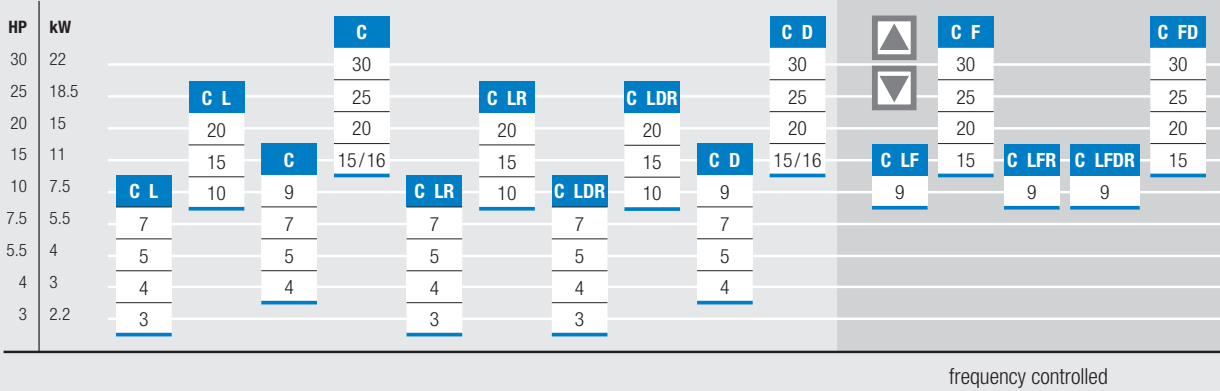 HP kW C C D C F C FD
30 22 30 30 30 30
25 18.5 C L 25 C LR C LDR 25 25 25
20 15 20 20 20 20 20 20 20
15 11 15 C 15/16 15 15 C D 15/16 C LF 15 C LFR C LFDR 15
10 7.5 C L 10 9 C LR 10 C LDR 10 9 9 9 9
7.5 5.5 7 7 7 7 7
5.5 4 5 5 5 5 5
4 3 4 4 4 4 4
3 2.2 3 3 3
frequency controlled